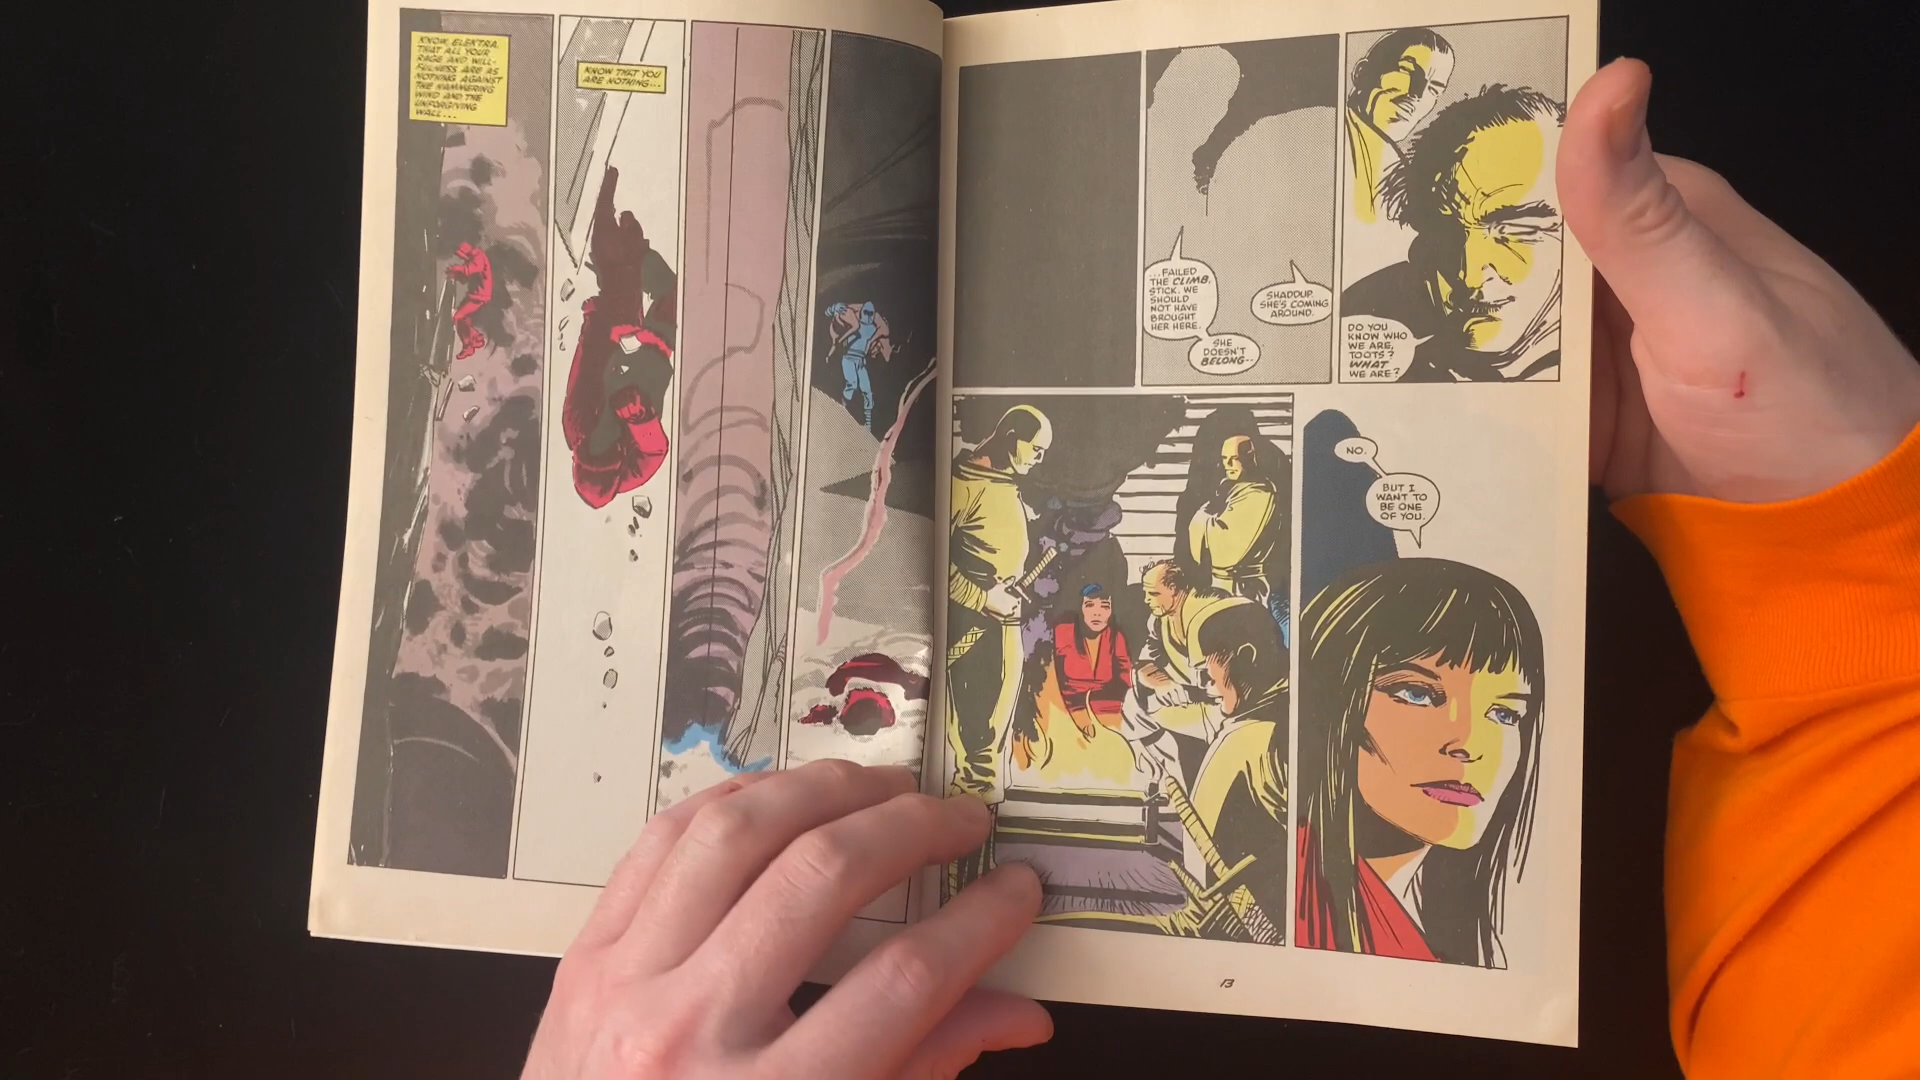 KNOW, ELEKTRA,
THAT ALL YOUR
RAGE AND WILL-
FULNESS ARE AS
NOTHING AGAINST
THE HAMMERING
WIND AND THE
UNFORGIVING
WALL...
KNOW THAT YOU
ARE NOTHING...
...FAILED
THE CLIMB,
STICK. WE
SHOULD
NOT HAVE
BROUGHT
HER HERE.
SHE
DOESN'T
BELONG--
SHADDUP.
SHE'S COMING
AROUND.
DO YOU
KNOW WHO
WE ARE,
TOOTS?
WHAT
WE ARE?
NO.
BUT I
WANT TO
BE ONE
OF YOU.
13